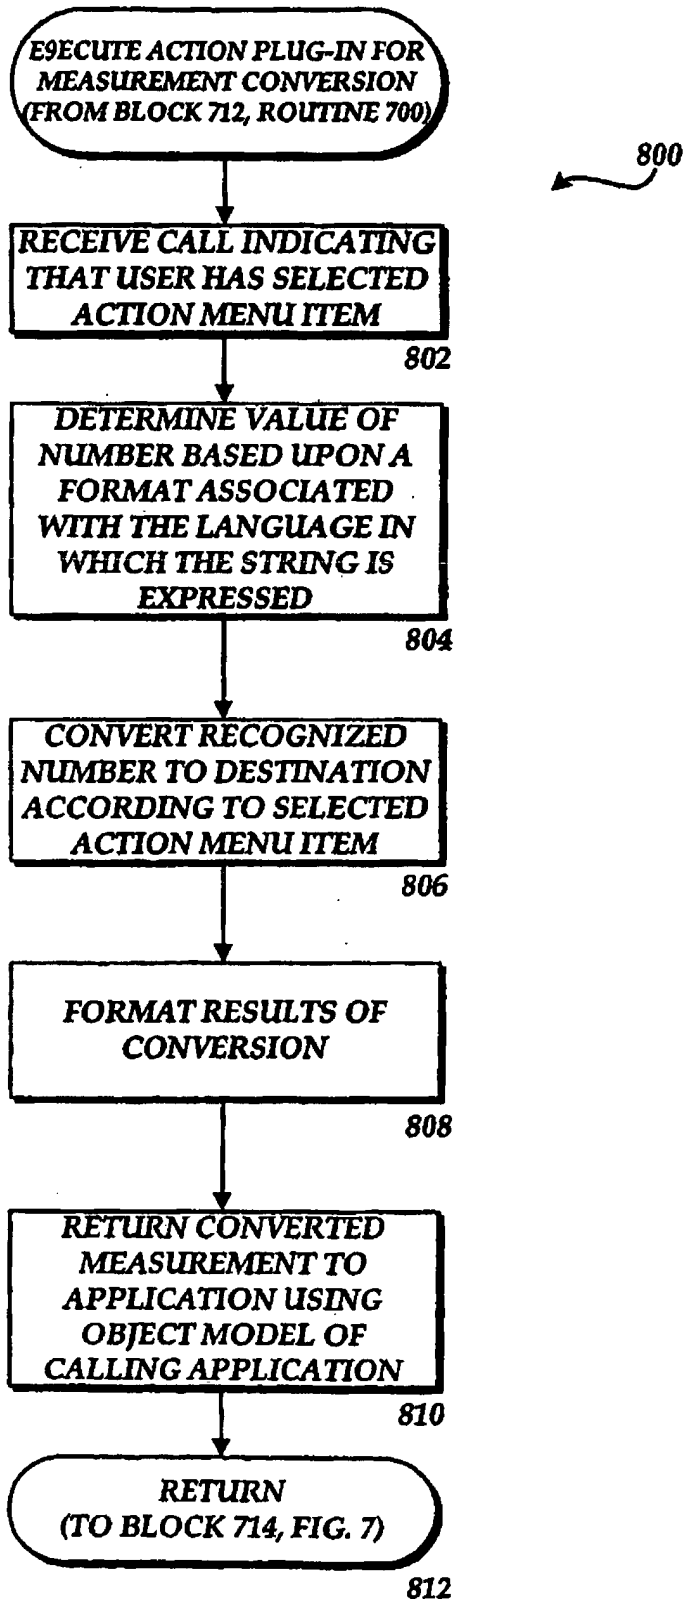 E9ECUTE ACTION PLUG-IN FOR
MEASUREMENT CONVERSION
(FROM BLOCK 712, ROUTINE 700)
800
RECEIVE CALL INDICATING
THAT USER HAS SELECTED
ACTION MENU ITEM
802
DETERMINE VALUE OF
NUMBER BASED UPON A
FORMAT ASSOCIATED
WITH THE LANGUAGE IN
WHICH THE STRING IS
EXPRESSED
804
CONVERT RECOGNIZED
NUMBER TO DESTINATION
ACCORDING TO SELECTED
ACTION MENU ITEM
806
FORMAT RESULTS OF
CONVERSION
808
RETURN CONVERTED
MEASUREMENT TO
APPLICATION USING
OBJECT MODEL OF
CALLING APPLICATION
810
RETURN
(TO BLOCK 714, FIG. 7)
812